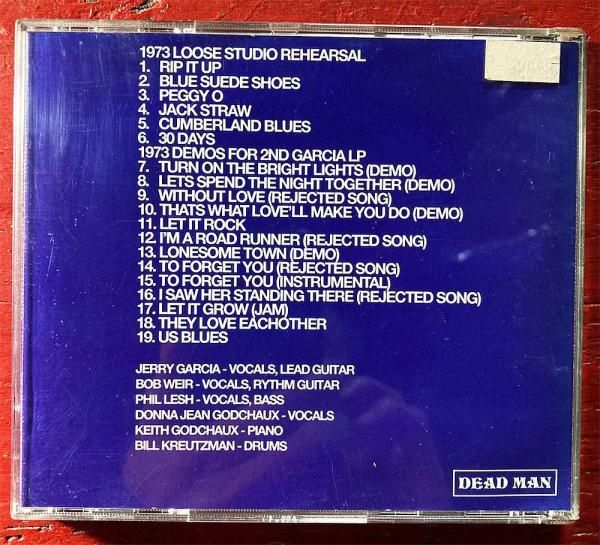 1973 LOOSE STUDIO REHEARSAL
1. RIP IT UP
2. BLUE SUEDE SHOES
3. PEGGY O
4. JACK STRAW
5. CUMBERLAND BLUES
6. 30 DAYS
1973 DEMOS FOR 2ND GARCIA LP
7. TURN ON THE BRIGHT LIGHTS (DEMO)
8. LETS SPEND THE NIGHT TOGETHER (DEMO)
9. WITHOUT LOVE (REJECTED SONG)
10. THATS WHAT LOVE'LL MAKE YOU DO (DEMO)
11. LET IT ROCK
12. I'M A ROAD RUNNER (REJECTED SONG)
13. LONESOME TOWN (DEMO)
14. TO FORGET YOU (REJECTED SONG)
15. TO FORGET YOU (INSTRUMENTAL)
16. I SAW HER STANDING THERE (REJECTED SONG)
17. LET IT GROW (JAM)
18. THEY LOVE EACHOTHER
19. US BLUES
JERRY GARCIA - VOCALS, LEAD GUITAR
BOB WEIR - VOCALS, RYTHM GUITAR
PHIL LESH - VOCALS, BASS
DONNA JEAN GODCHAUX - VOCALS
KEITH GODCHAUX - PIANO
BILL KREUTZMAN - DRUMS
DEAD MAN